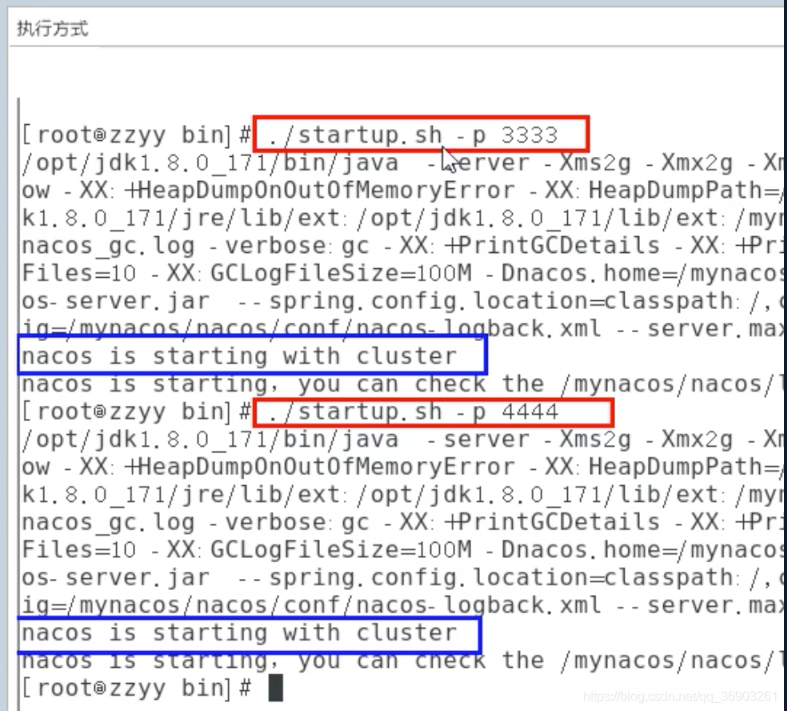 执行方式
[root@zzyy bin]# ./startup.sh -p 3333
/opt/jdk1.8.0_171/bin/java  -server -Xms2g -Xmx2g -Xm
ow -XX:+HeapDumpOnOutOfMemoryError -XX:HeapDumpPath=/
k1.8.0_171/jre/lib/ext:/opt/jdk1.8.0_171/lib/ext:/myn
nacos_gc.log -verbose:gc -XX:+PrintGCDetails -XX:+Pri
Files=10 -XX:GCLogFileSize=100M -Dnacos.home=/mynacos
os-server.jar  --spring.config.location=classpath:/,c
ig=/mynacos/nacos/conf/nacos-logback.xml --server.max
nacos is starting with cluster
nacos is starting, you can check the /mynacos/nacos/l
[root@zzyy bin]# ./startup.sh -p 4444
/opt/jdk1.8.0_171/bin/java  -server -Xms2g -Xmx2g -Xm
ow -XX:+HeapDumpOnOutOfMemoryError -XX:HeapDumpPath=/
k1.8.0_171/jre/lib/ext:/opt/jdk1.8.0_171/lib/ext:/myn
nacos_gc.log -verbose:gc -XX:+PrintGCDetails -XX:+Pri
Files=10 -XX:GCLogFileSize=100M -Dnacos.home=/mynacos
os-server.jar  --spring.config.location=classpath:/,c
ig=/mynacos/nacos/conf/nacos-logback.xml --server.max
nacos is starting with cluster
nacos is starting, you can check the /mynacos/nacos/l
[root@zzyy bin]#
https://blog.csdn.net/qq_36903261